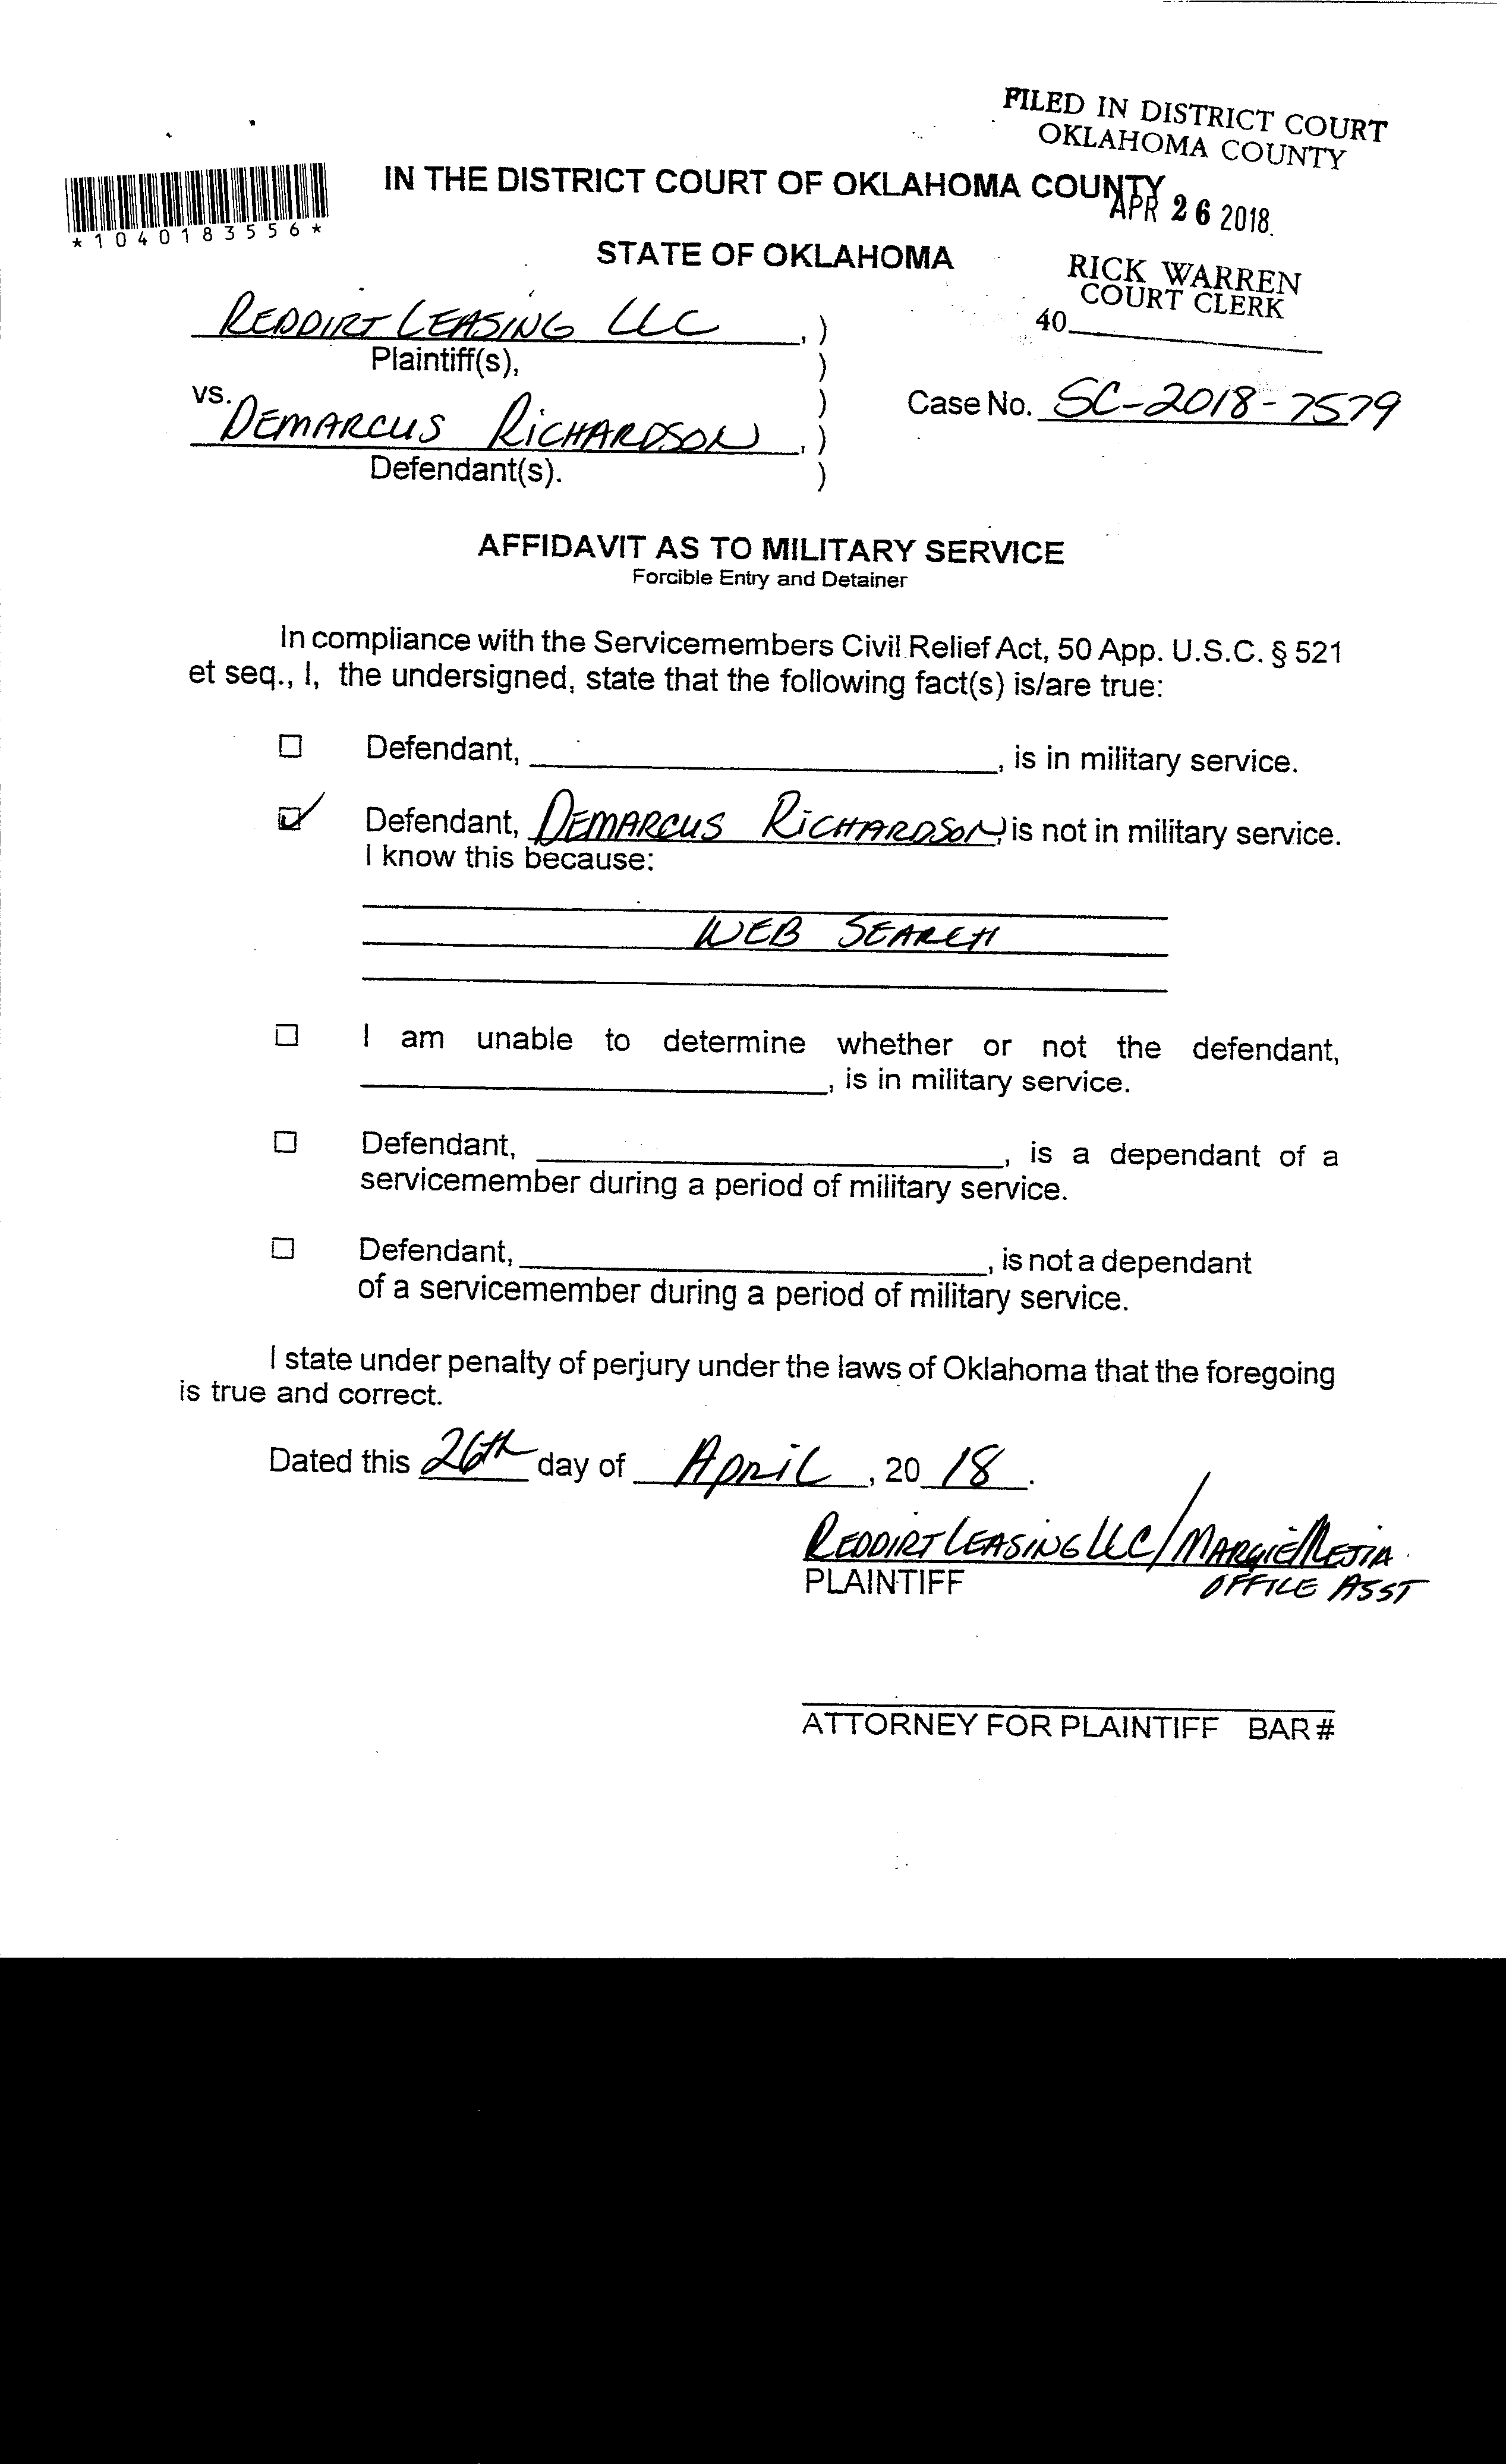 FILED IN DISTRICT COURT
OKLAHOMA COUNTY
IN THE DISTRICT COURT OF OKLAHOMA COUNTY
APR 26 2018
*1040183556*
STATE OF OKLAHOMA
RICK WARREN
COURT CLERK
40
REDDIRT LEASING LLC, )
Plaintiff(s), )
vs. )
Case No. SC-2018-7579
DEMARCUS RICHARDSON, )
Defendant(s). )
AFFIDAVIT AS TO MILITARY SERVICE
Forcible Entry and Detainer
In compliance with the Servicemembers Civil Relief Act, 50 App. U.S.C. § 521
et seq., I, the undersigned, state that the following fact(s) is/are true:
☐ Defendant, , is in military service.
☑ Defendant, DEMARCUS RICHARDSON, is not in military service.
I know this because:
WEB SEARCH
☐ I am unable to determine whether or not the defendant,
, is in military service.
☐ Defendant, , is a dependant of a
servicemember during a period of military service.
☐ Defendant, , is not a dependant
of a servicemember during a period of military service.
I state under penalty of perjury under the laws of Oklahoma that the foregoing
is true and correct.
Dated this 26th day of April, 20 18.
REDDIRT LEASING LLC/MARGIE MEJIA
PLAINTIFF OFFICE ASST
ATTORNEY FOR PLAINTIFF BAR #